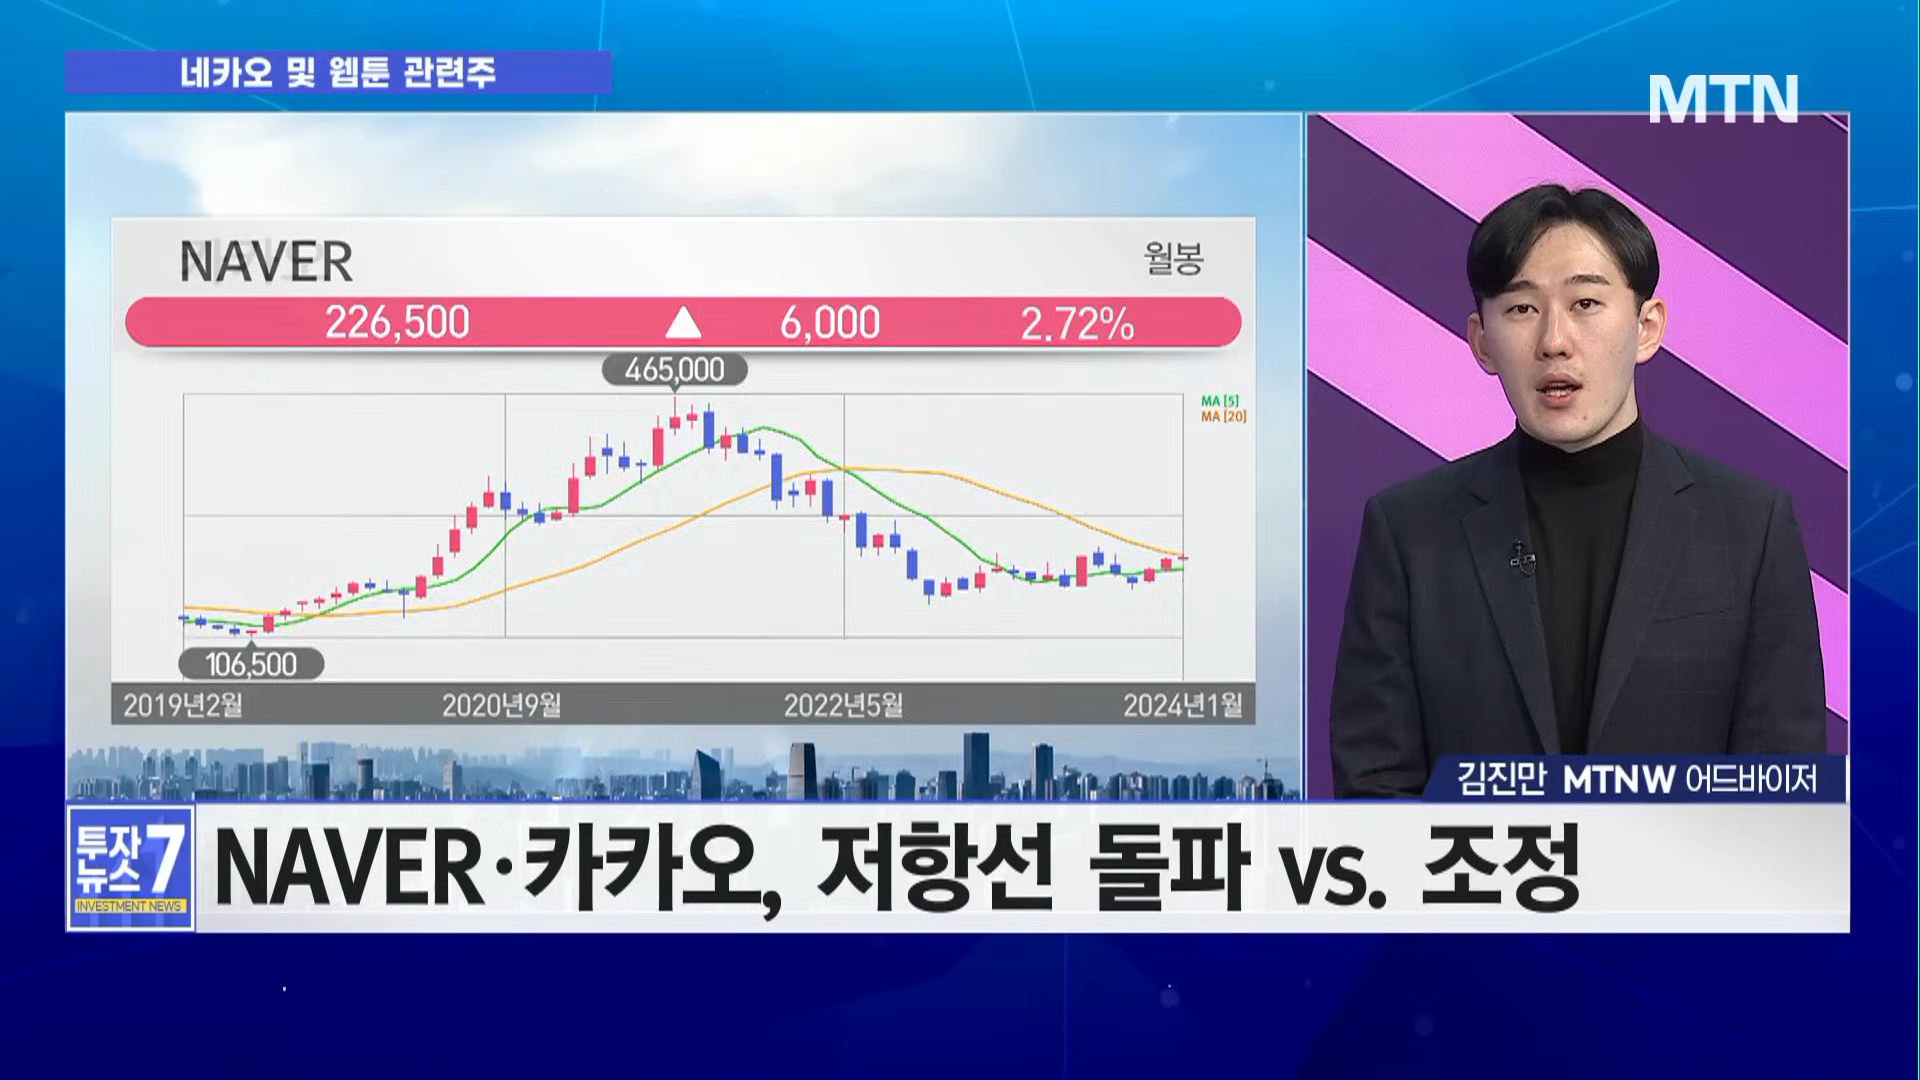 네카오 및 웹툰 관련주
MTN
NAVER
월봉
226,500 ▲ 6,000 2.72%
465,000
MA [5]
MA [20]
106,500
2019년2월 2020년9월 2022년5월 2024년1월
김진만 MTNW 어드바이저
투자
뉴스 7
INVESTMENT NEWS
NAVER·카카오, 저항선 돌파 vs. 조정